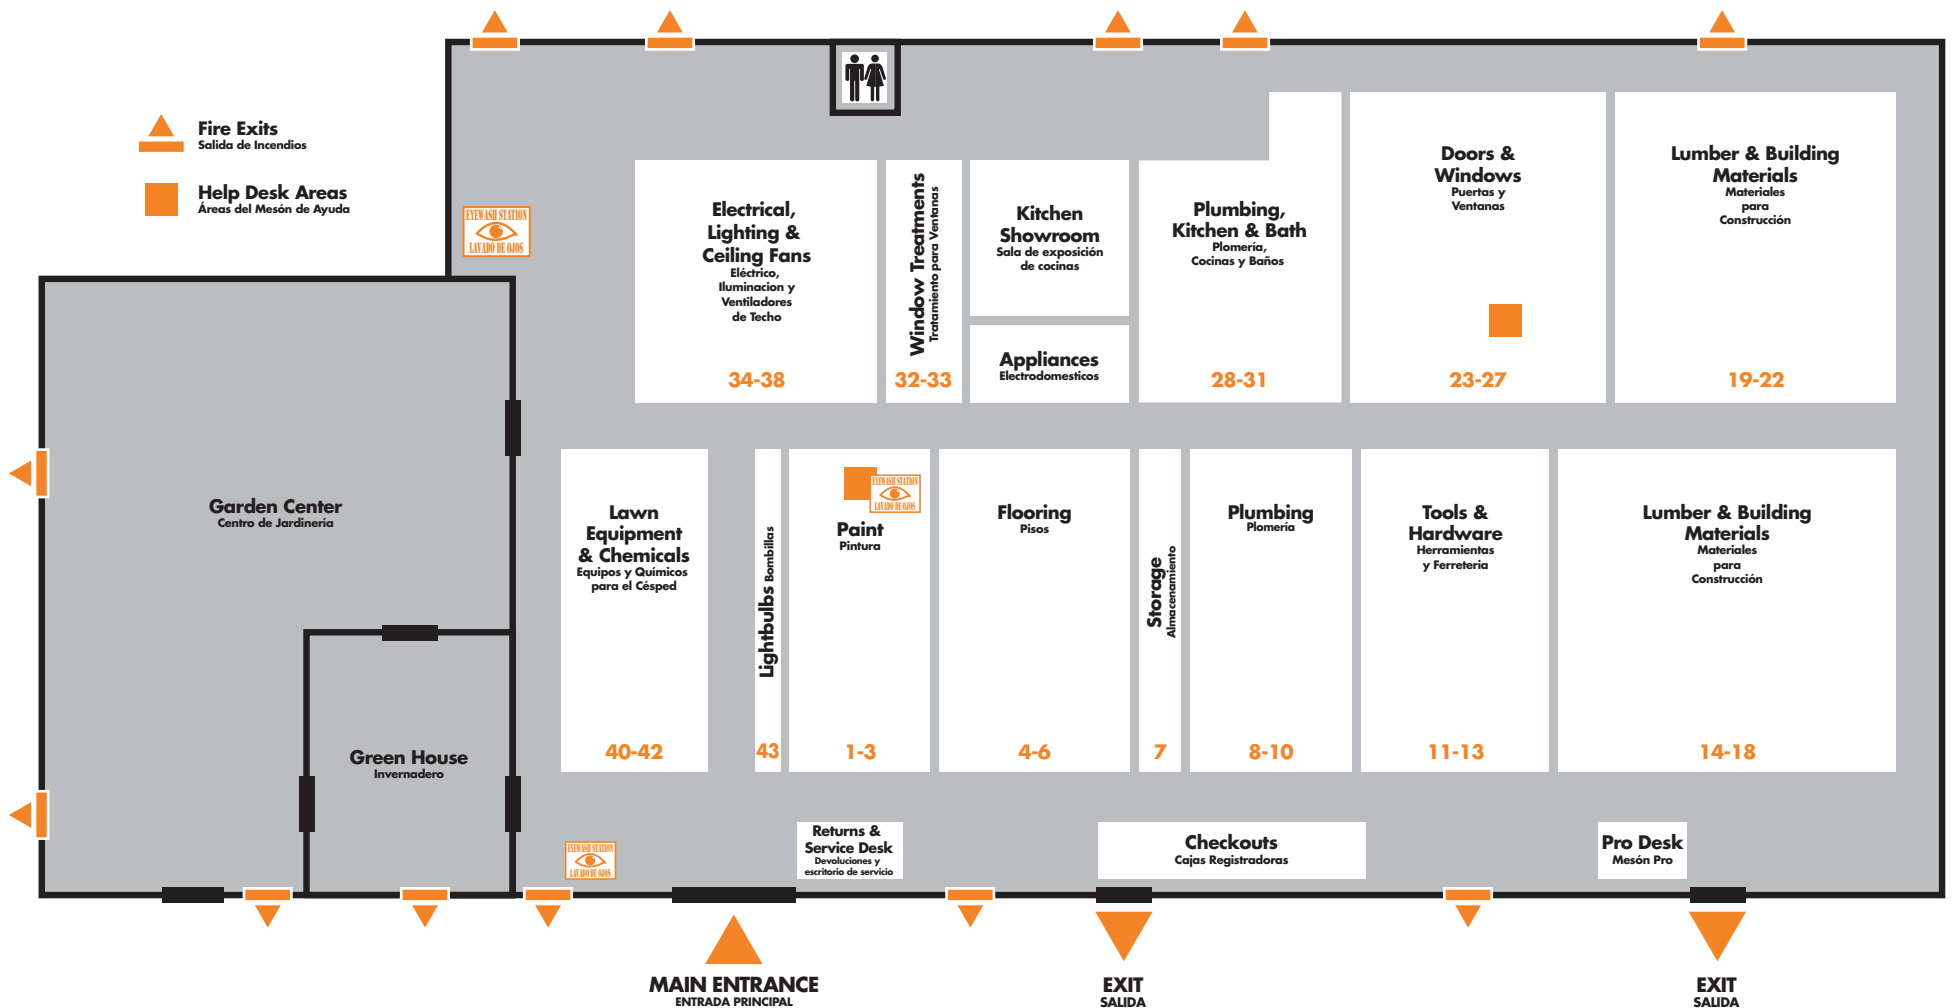 Fire Exits
Salida de Incendios
Help Desk Areas
Áreas del Mesón de Ayuda
EYEWASH STATION
LAVADO DE OJOS
Electrical,
Lighting &
Ceiling Fans
Eléctrico,
Iluminacion y
Ventiladores
de Techo
34-38
Window Treatments
Tratamiento para Ventanas
32-33
Kitchen
Showroom
Sala de exposición
de cocinas
Appliances
Electrodomesticos
Plumbing,
Kitchen & Bath
Plomería,
Cocinas y Baños
28-31
Doors &
Windows
Puertas y
Ventanas
23-27
Lumber & Building
Materials
Materiales
para
Construcción
19-22
Garden Center
Centro de Jardinería
Green House
Invernadero
Lawn
Equipment
& Chemicals
Equipos y Químicos
para el Césped
40-42
Lightbulbs Bombillas
43
EYEWASH STATION
LAVADO DE OJOS
Paint
Pintura
1-3
Flooring
Pisos
4-6
Storage
Almacenamiento
7
Plumbing
Plomería
8-10
Tools &
Hardware
Herramientas
y Ferreteria
11-13
Lumber & Building
Materials
Materiales
para
Construcción
14-18
EYEWASH STATION
LAVADO DE OJOS
Returns &
Service Desk
Devoluciones y
escritorio de servicio
Checkouts
Cajas Registradoras
Pro Desk
Mesón Pro
MAIN ENTRANCE
ENTRADA PRINCIPAL
EXIT
SALIDA
EXIT
SALIDA